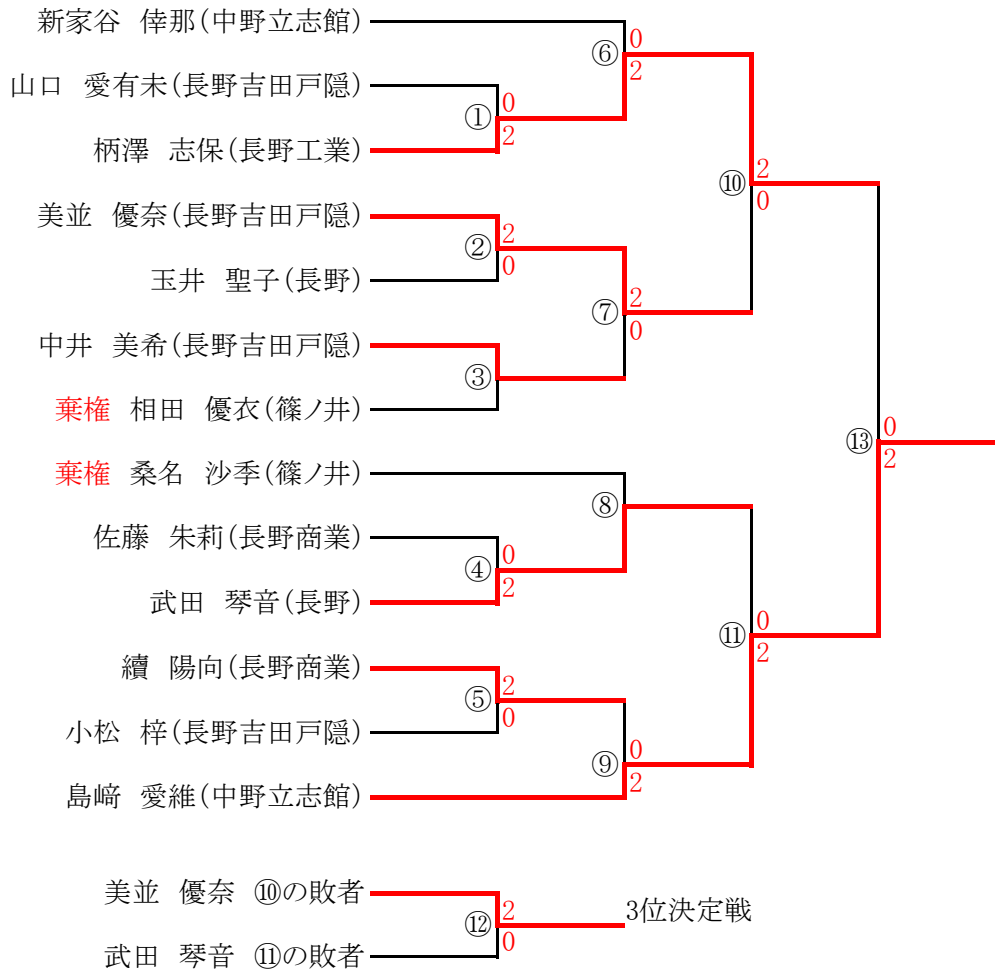 新家谷 倖那(中野立志館)
0
⑥
2
山口 愛有未(長野吉田戸隠)
0
①
2
柄澤 志保(長野工業)
2
⑩
0
美並 優奈(長野吉田戸隠)
2
②
0
玉井 聖子(長野)
2
⑦
0
中井 美希(長野吉田戸隠)
③
棄権 相田 優衣(篠ノ井)
0
⑬
2
棄権 桑名 沙季(篠ノ井)
⑧
佐藤 朱莉(長野商業)
0
④
2
武田 琴音(長野)
0
⑪
2
續 陽向(長野商業)
2
⑤
0
小松 梓(長野吉田戸隠)
0
⑨
2
島﨑 愛維(中野立志館)
美並 優奈 ⑩の敗者
2
⑫
0
3位決定戦
武田 琴音 ⑪の敗者